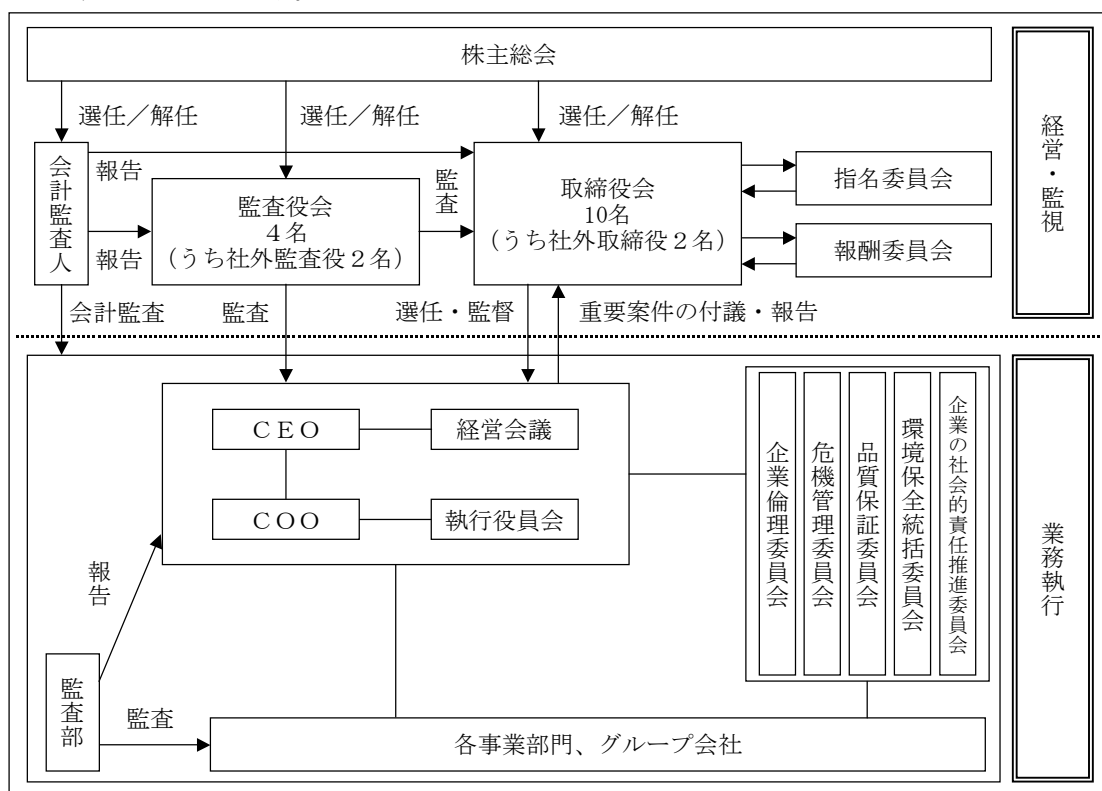 株主総会
選任／解任
選任／解任
選任／解任
会計監査人
報告
報告
監査役会
４名
（うち社外監査役２名）
監査
取締役会
10名
（うち社外取締役２名）
指名委員会
報酬委員会
経営・監視
会計監査
監査
選任・監督
重要案件の付議・報告
ＣＥＯ
経営会議
ＣＯＯ
執行役員会
企業倫理委員会
危機管理委員会
品質保証委員会
環境保全統括委員会
企業の社会的責任推進委員会
業務執行
報告
監査部
監査
各事業部門、グループ会社